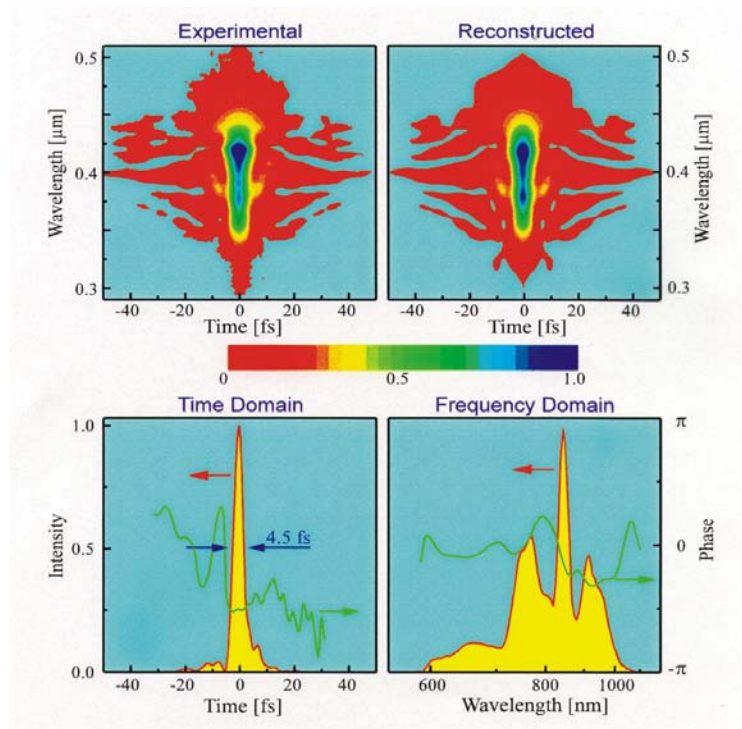 Experimental
Reconstructed
0.5
0.4
0.3
Wavelength [µm]
-40 -20 0 20 40
Time [fs]
-40 -20 0 20 40
Time [fs]
0.5
0.4
0.3
Wavelength [µm]
0 0.5 1.0
Time Domain
Frequency Domain
1.0
0.5
0.0
Intensity
4.5 fs
-40 -20 0 20 40
Time [fs]
600 800 1000
Wavelength [nm]
π
0
-π
Phase